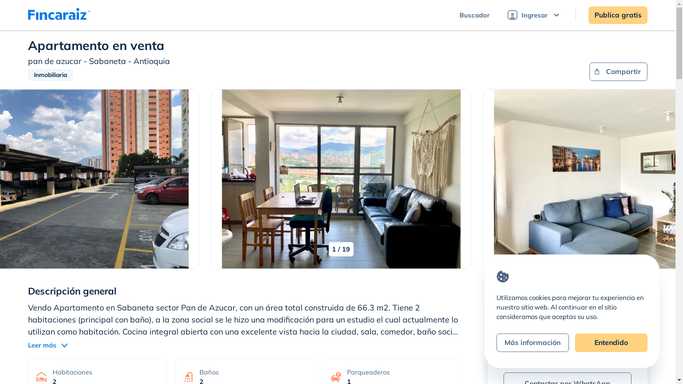 Fincaraiz
Buscador
Ingresar
Publica gratis
Apartamento en venta
pan de azucar - Sabaneta - Antioquia
Inmobiliaria
Compartir
1 / 19
Descripción general
Vendo Apartamento en Sabaneta sector Pan de Azucar, con un área total construida de 66.3 m2. Tiene 2
habitaciones (principal con baño), a la zona social se le hizo una modificación para un estudio el cual actualmente lo
utilizan como habitación. Cocina integral abierta con una excelente vista hacia la ciudad, sala, comedor, baño soci...
Leer más
Habitaciones
2
Baños
2
Parqueaderos
1
Utilizamos cookies para mejorar tu experiencia en
nuestro sitio web. Al continuar en el sitio
consideramos que aceptas su uso.
Más información
Entendido
Contactar por WhatsApp